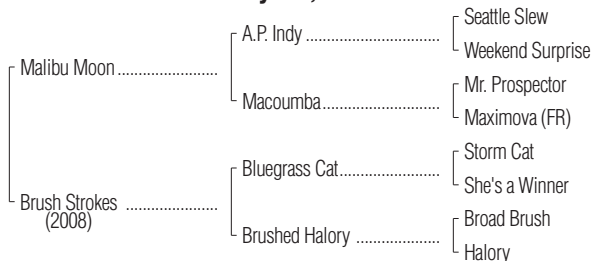 Seattle Slew
A.P. Indy ..............................
Weekend Surprise
Malibu Moon ......................
Mr. Prospector
Macoumba..........................
Maximova (FR)
Storm Cat
Bluegrass Cat......................
She's a Winner
Brush Strokes ....................
(2008)
Broad Brush
Brushed Halory ..................
Halory